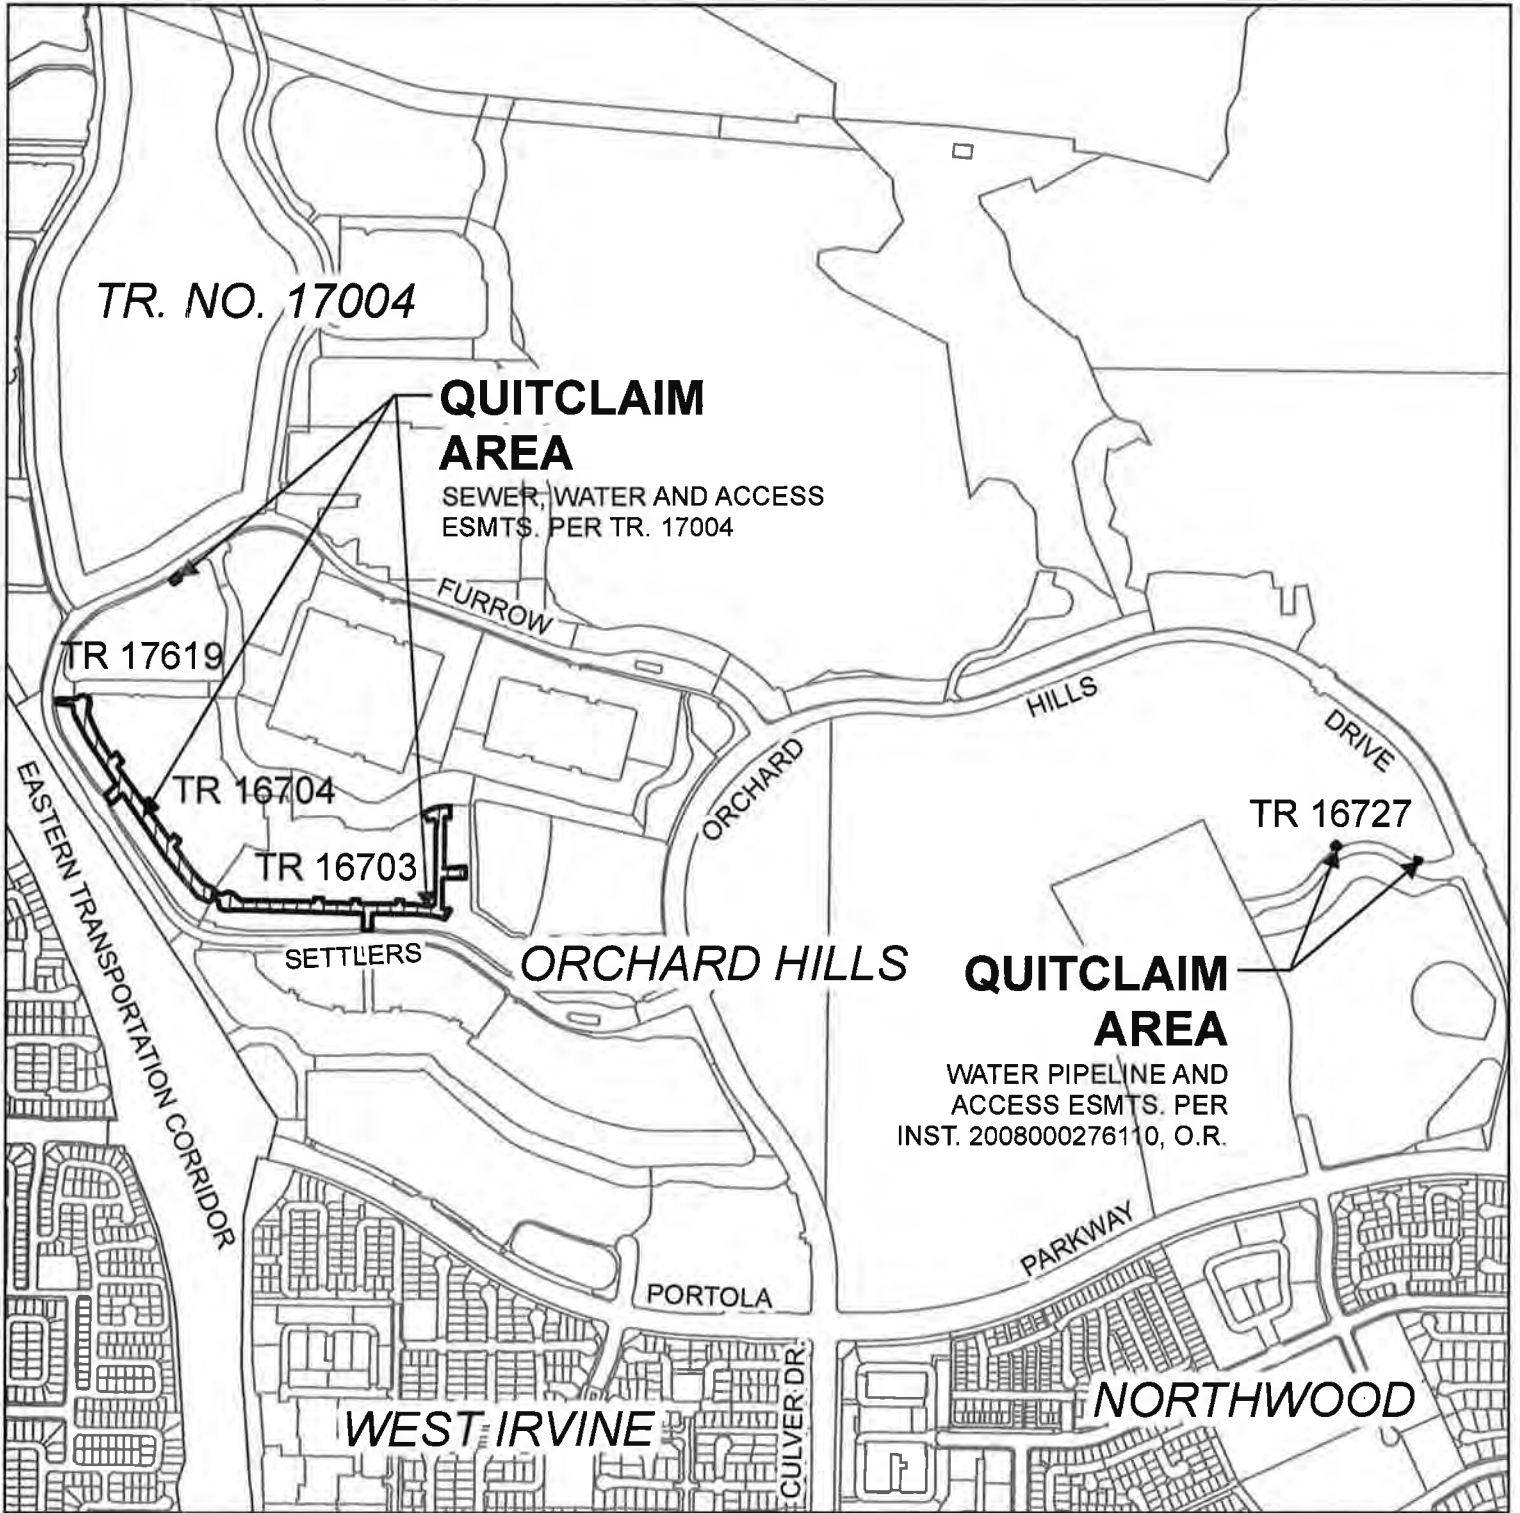 TR. NO. 17004
QUITCLAIM
AREA
SEWER, WATER AND ACCESS
ESMTS. PER TR. 17004
FURROW
TR 17619
HILLS
DRIVE
ORCHARD
EASTERN TRANSPORTATION CORRIDOR
TR 16704
TR 16727
TR 16703
SETTLERS
ORCHARD HILLS
QUITCLAIM
AREA
WATER PIPELINE AND
ACCESS ESMTS. PER
INST. 2008000276110, O.R.
PARKWAY
PORTOLA
CULVER DR.
WEST IRVINE
NORTHWOOD